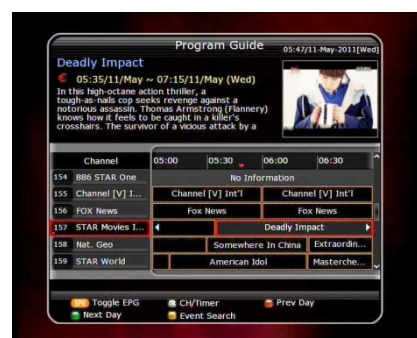 Program Guide
05:47/11-May-2011[Wed]
Deadly Impact
05:35/11/May ~ 07:15/11/May (Wed)
In this high-octane action thriller, a
tough-as-nails cop seeks revenge against a
notorious assassin. Thomas Armstrong (Flannery)
knows how it feels to be caught in a killer's
crosshairs. The survivor of a vicious attack by a
Channel 05:00 05:30 06:00 06:30
154 886 STAR One No Information
155 Channel [V] I... Channel [V] Int'l Channel [V] Int'l
156 FOX News Fox News Fox News
157 STAR Movies I... Deadly Impact
158 Nat. Geo Somewhere In China Extraordin...
159 STAR World American Idol Masterche...
Toggle EPG CH/Timer Prev Day
Next Day Event Search